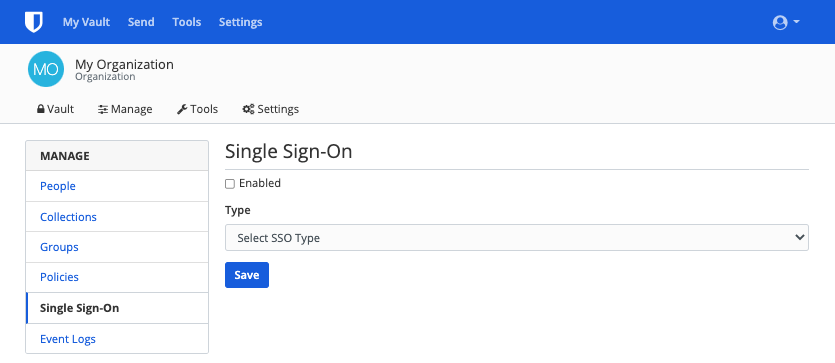 My Vault Send Tools Settings
MO
My Organization
Organization
Vault Manage Tools Settings
MANAGE
People
Collections
Groups
Policies
Single Sign-On
Event Logs
Single Sign-On
Enabled
Type
Select SSO Type
Save